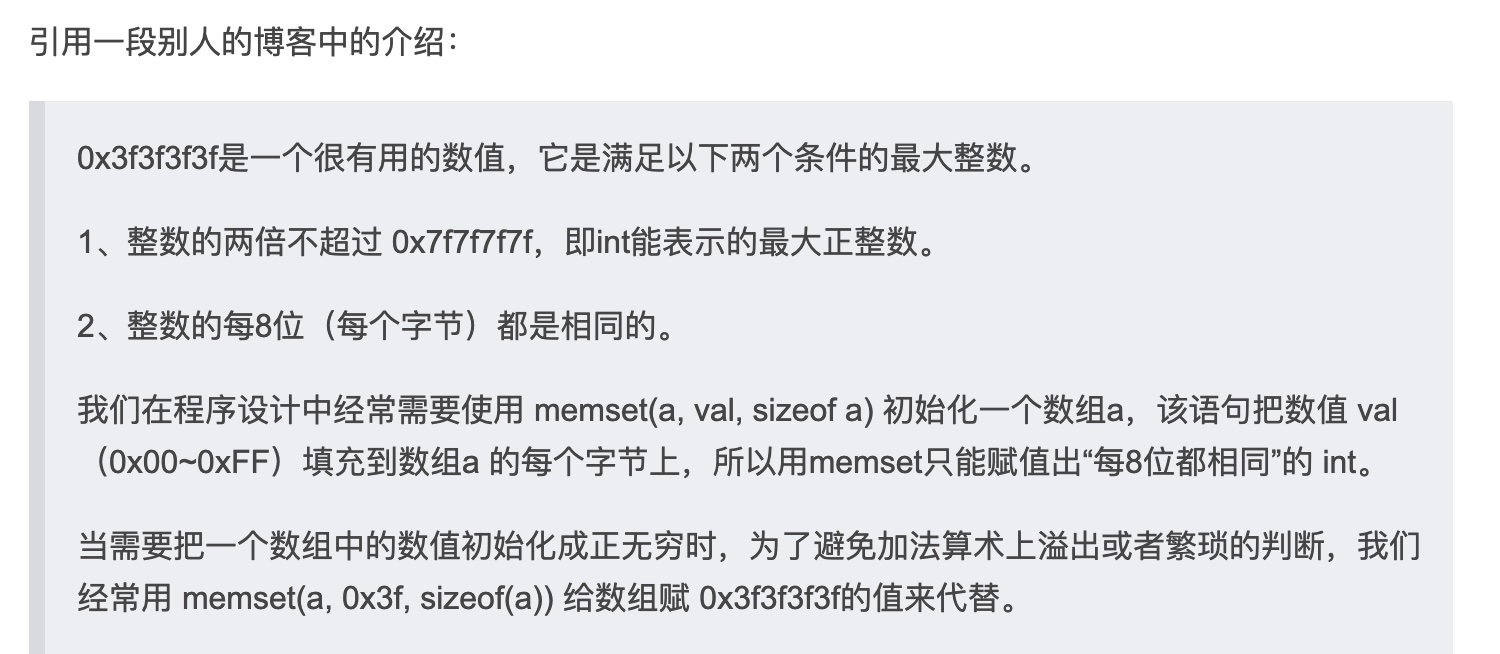 引用一段别人的博客中的介绍：
0x3f3f3f3f是一个很有用的数值，它是满足以下两个条件的最大整数。
1、整数的两倍不超过 0x7f7f7f7f，即int能表示的最大正整数。
2、整数的每8位（每个字节）都是相同的。
我们在程序设计中经常需要使用 memset(a, val, sizeof a) 初始化一个数组a，该语句把数值 val
（0x00~0xFF）填充到数组a 的每个字节上，所以用memset只能赋值出“每8位都相同”的 int。
当需要把一个数组中的数值初始化成正无穷时，为了避免加法算术上溢出或者繁琐的判断，我们
经常用 memset(a, 0x3f, sizeof(a)) 给数组赋 0x3f3f3f3f的值来代替。